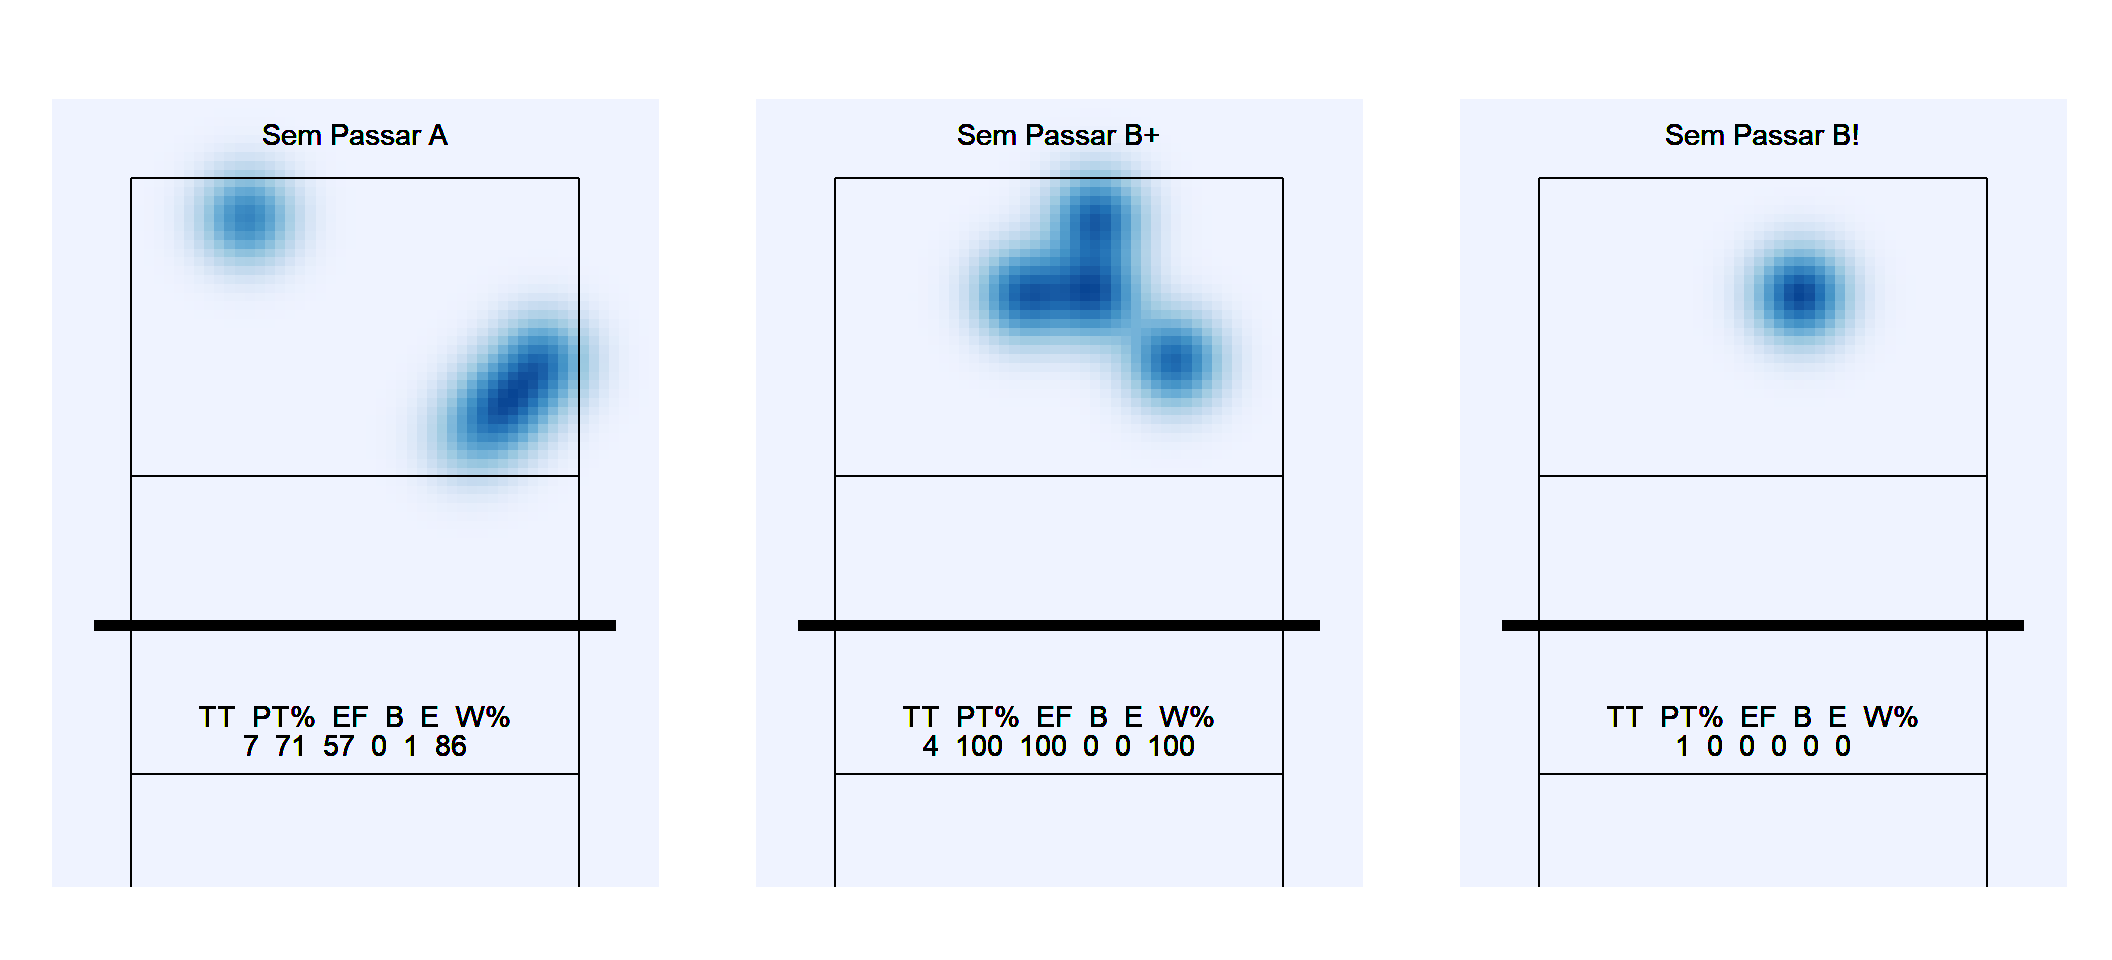 Sem Passar A
TT PT% EF B E W%
7 71 57 0 1 86
Sem Passar B+
TT PT% EF B E W%
4 100 100 0 0 100
Sem Passar B!
TT PT% EF B E W%
1 0 0 0 0 0